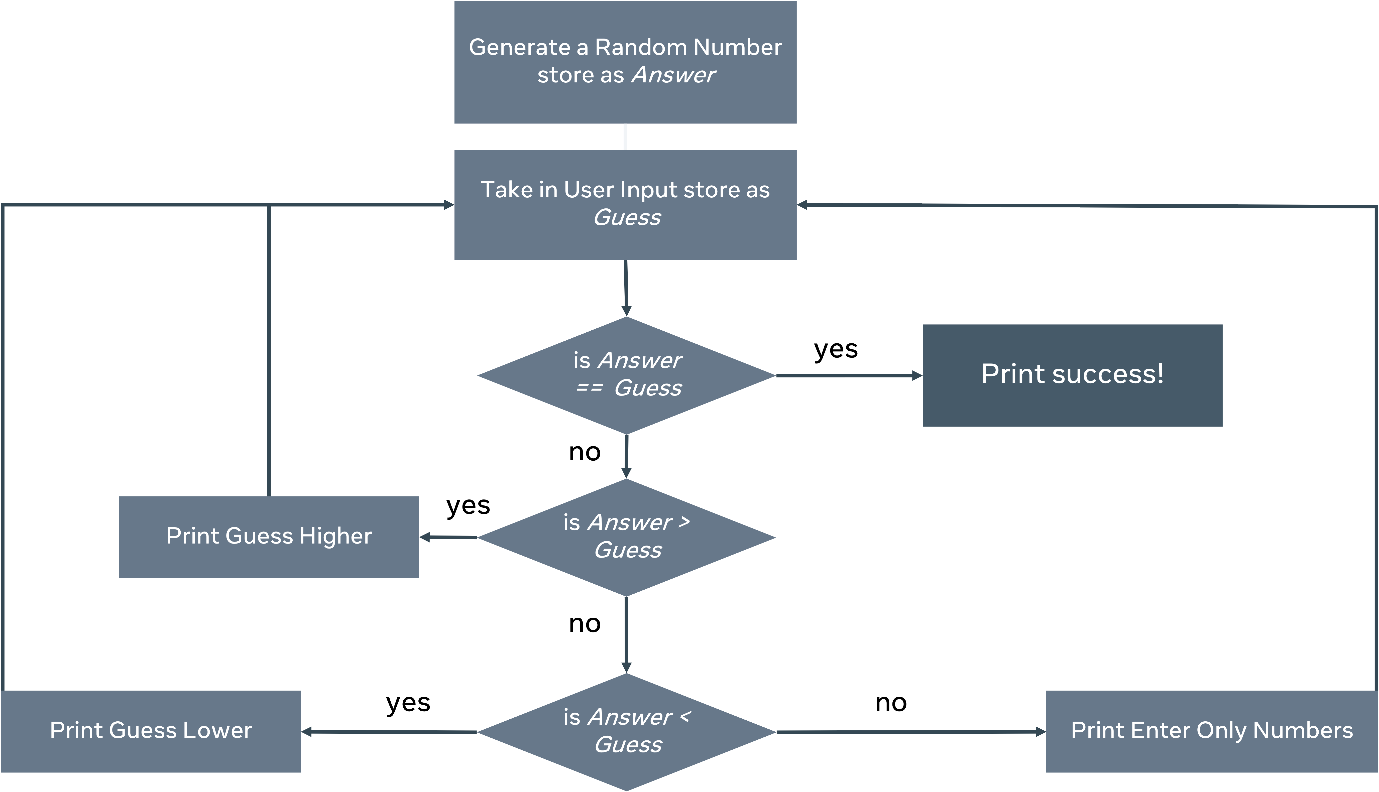 Generate a Random Number
store as Answer
Take in User Input store as
Guess
is Answer
== Guess
yes
Print success!
no
is Answer >
Guess
yes
Print Guess Higher
no
is Answer <
Guess
yes
Print Guess Lower
no
Print Enter Only Numbers